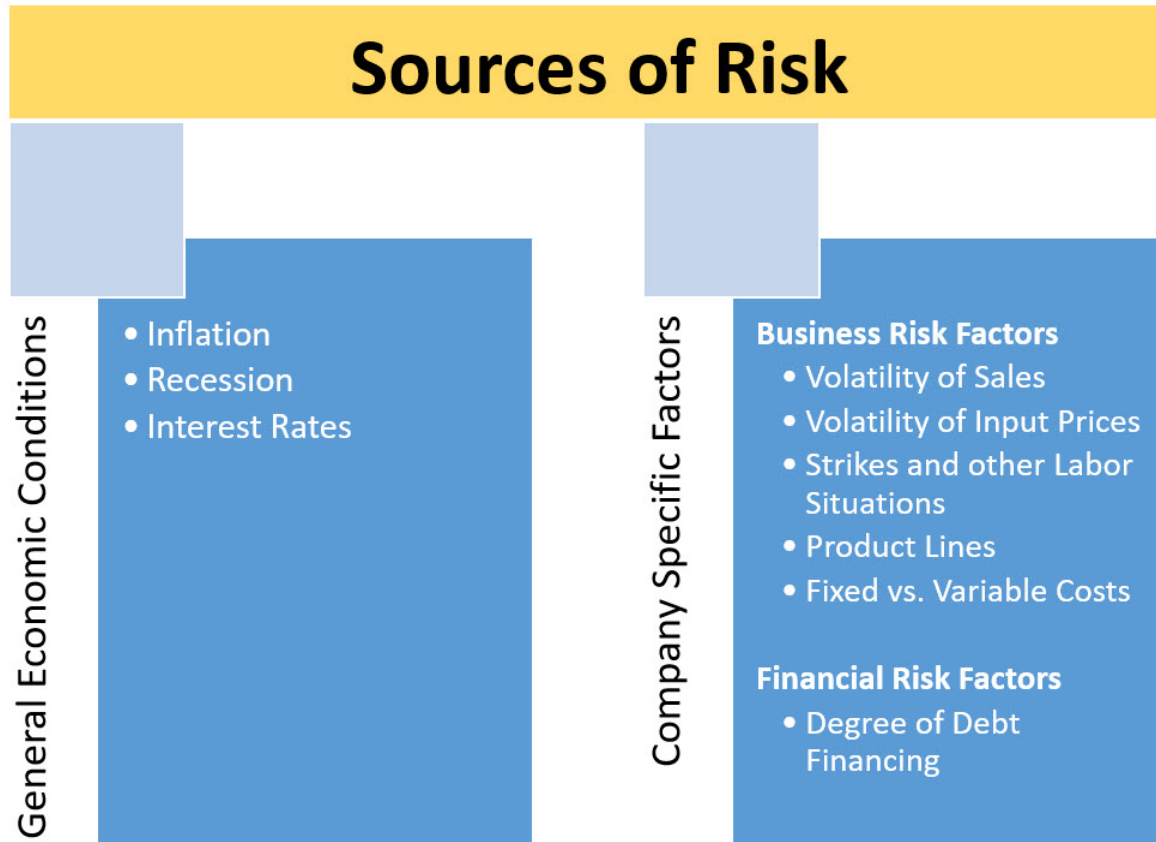 Sources of Risk
General Economic Conditions
• Inflation
• Recession
• Interest Rates
Company Specific Factors
Business Risk Factors
• Volatility of Sales
• Volatility of Input Prices
• Strikes and other Labor
Situations
• Product Lines
• Fixed vs. Variable Costs
Financial Risk Factors
• Degree of Debt
Financing